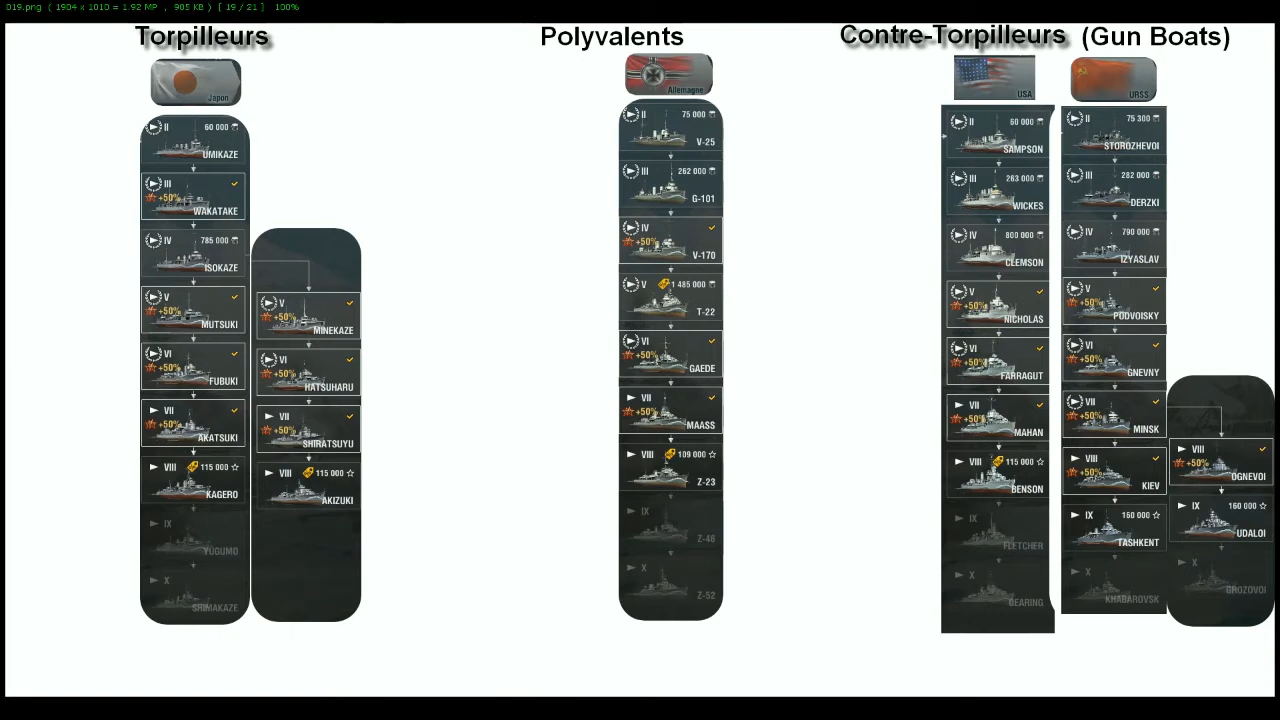 019.png ( 1904 x 1010 = 1.92 MP , 905 KB ) [ 19 / 21 ] 100%
Torpilleurs
Polyvalents
Contre-Torpilleurs (Gun Boats)
Japon
II 60 000
UMIKAZE
III
+50%
WAKATAKE
IV 785 000
ISOKAZE
V
+50%
MUTSUKI
VI
+50%
FUBUKI
VII
+50%
AKATSUKI
VIII 115 000
KAGERO
IX
YUGUMO
X
SHIMAKAZE
V
+50%
MINEKAZE
VI
+50%
HATSUHARU
VII
+50%
SHIRATSUYU
VIII 115 000
AKIZUKI
Allemagne
II 75 000
V-25
III 262 000
G-101
IV
+50%
V-170
V 1 485 000
T-22
VI
+50%
GAEDE
VII
+50%
MAASS
VIII 109 000
Z-23
IX
Z-46
X
Z-52
USA
II 60 000
SAMPSON
III 263 000
WICKES
IV 800 000
CLEMSON
V
+50%
NICHOLAS
VI
+50%
FARRAGUT
VII
+50%
MAHAN
VIII 115 000
BENSON
IX
FLETCHER
X
GEARING
URSS
II 75 300
STOROZHEVOI
III 282 000
DERZKI
IV 790 000
IZYASLAV
V
+50%
PODVOISKY
VI
+50%
GNEVNY
VII
+50%
MINSK
VIII
+50%
KIEV
IX 160 000
TASHKENT
X
KHABAROVSK
VIII
+50%
OGNEVOI
IX 160 000
UDALOI
X
GROZOVOI